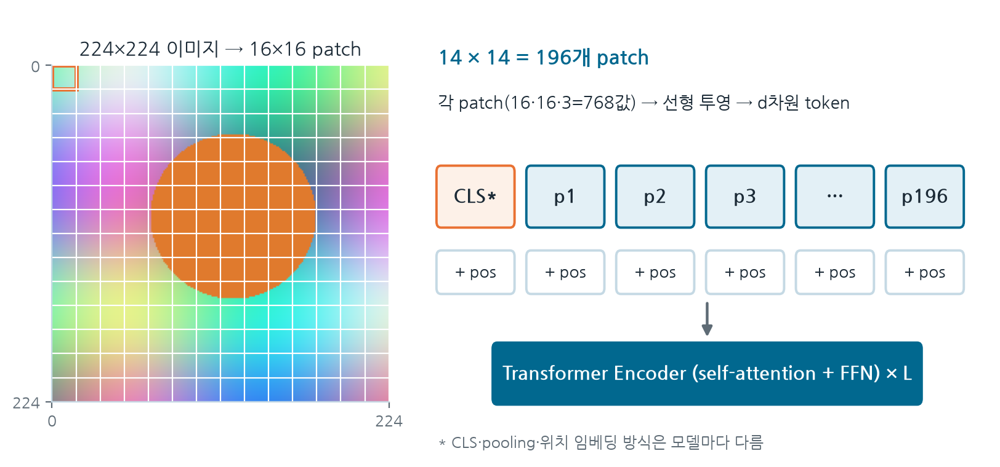 224×224 이미지 → 16×16 patch
0
224
0
224
14 × 14 = 196개 patch
각 patch(16·16·3=768값) → 선형 투영 → d차원 token
CLS* p1 p2 p3 ··· p196
+ pos + pos + pos + pos + pos + pos
Transformer Encoder (self-attention + FFN) × L
* CLS·pooling·위치 임베딩 방식은 모델마다 다름